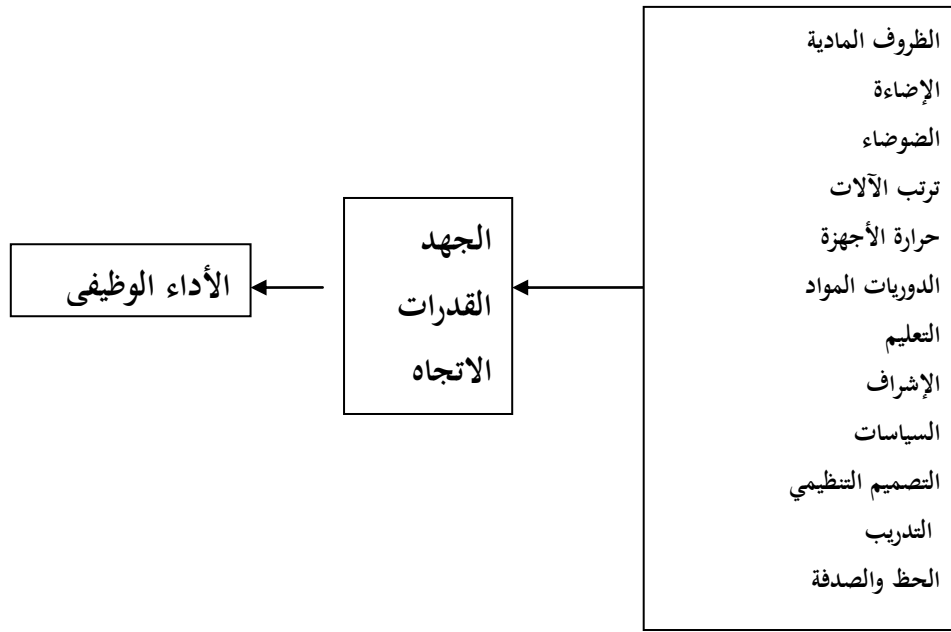 الظروف المادية
الإضاءة
الضوضاء
ترتب الآلات
حرارة الأجهزة
الدوريات المواد
التعليم
الإشراف
السياسات
التصميم التنظيمي
التدريب
الحظ والصدفة
الجهد
القدرات
الاتجاه
الأداء الوظيفى